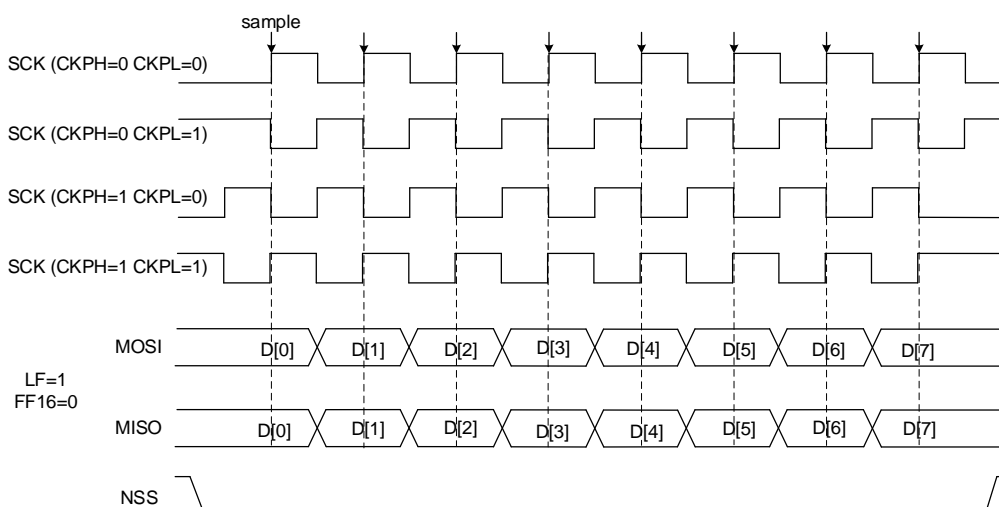 sample
SCK (CKPH=0 CKPL=0)
SCK (CKPH=0 CKPL=1)
SCK (CKPH=1 CKPL=0)
SCK (CKPH=1 CKPL=1)
MOSI D[0] D[1] D[2] D[3] D[4] D[5] D[6] D[7]
LF=1
FF16=0
MISO D[0] D[1] D[2] D[3] D[4] D[5] D[6] D[7]
NSS